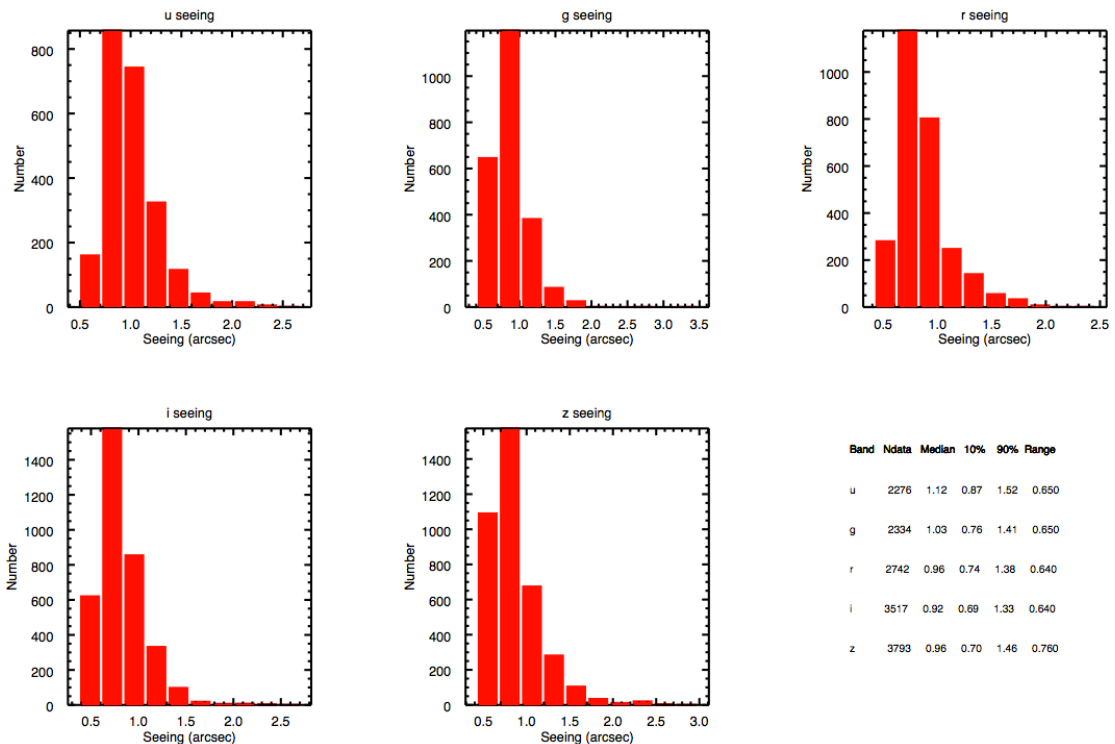 u seeing
800
600
400
200
0
Number
0.5 1.0 1.5 2.0 2.5
Seeing (arcsec)
g seeing
1000
800
600
400
200
0
Number
0.5 1.0 1.5 2.0 2.5 3.0 3.5
Seeing (arcsec)
r seeing
1000
800
600
400
200
0
Number
0.5 1.0 1.5 2.0 2.5
Seeing (arcsec)
i seeing
1400
1200
1000
800
600
400
200
0
Number
0.5 1.0 1.5 2.0 2.5
Seeing (arcsec)
z seeing
1400
1200
1000
800
600
400
200
0
Number
0.5 1.0 1.5 2.0 2.5 3.0
Seeing (arcsec)
Band Ndata Median 10% 90% Range
u 2276 1.12 0.87 1.52 0.650
g 2334 1.03 0.76 1.41 0.650
r 2742 0.96 0.74 1.38 0.640
i 3517 0.92 0.69 1.33 0.640
z 3793 0.96 0.70 1.46 0.760